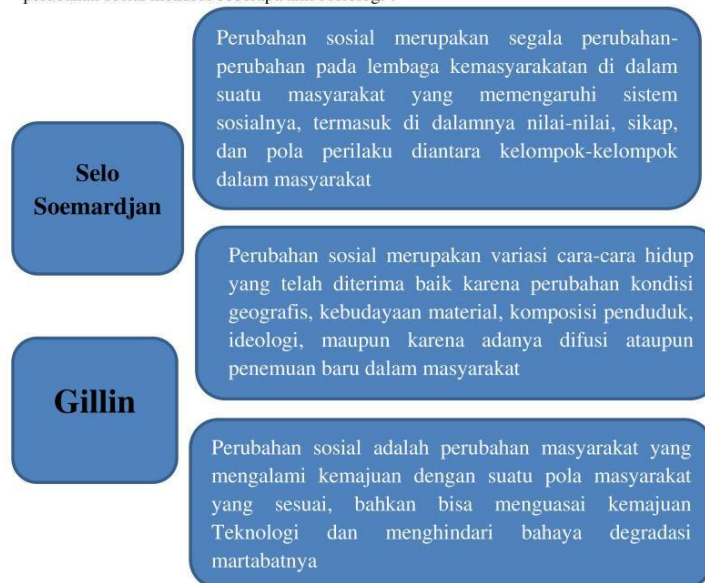 Perubahan sosial merupakan segala perubahan-
perubahan pada lembaga kemasyarakatan di dalam
suatu masyarakat yang memengaruhi sistem
sosialnya, termasuk di dalamnya nilai-nilai, sikap,
dan pola perilaku diantara kelompok-kelompok
dalam masyarakat
Selo
Soemardjan
Perubahan sosial merupakan variasi cara-cara hidup
yang telah diterima baik karena perubahan kondisi
geografis, kebudayaan material, komposisi penduduk,
ideologi, maupun karena adanya difusi ataupun
penemuan baru dalam masyarakat
Gillin
Perubahan sosial adalah perubahan masyarakat yang
mengalami kemajuan dengan suatu pola masyarakat
yang sesuai, bahkan bisa menguasai kemajuan
Teknologi dan menghindari bahaya degradasi
martabatnya